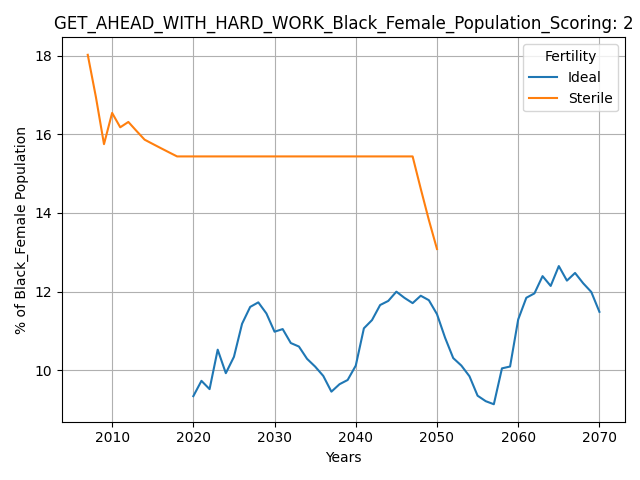 GET_AHEAD_WITH_HARD_WORK_Black_Female_Population_Scoring: 2
Fertility
Ideal
Sterile
% of Black_Female Population
18
16
14
12
10
2010 2020 2030 2040 2050 2060 2070
Years